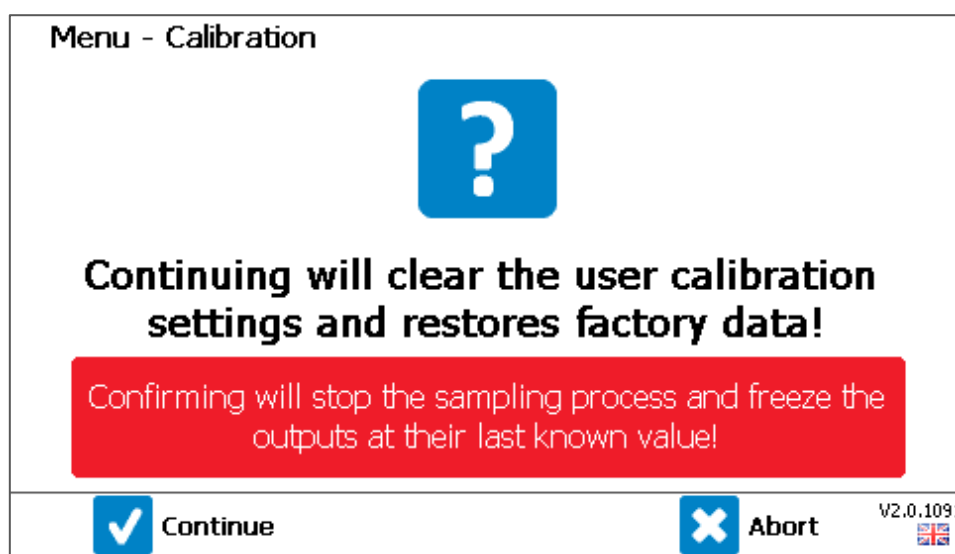 Menu - Calibration
?
Continuing will clear the user calibration
settings and restores factory data!
Confirming will stop the sampling process and freeze the
outputs at their last known value!
Continue
Abort
V2.0.109